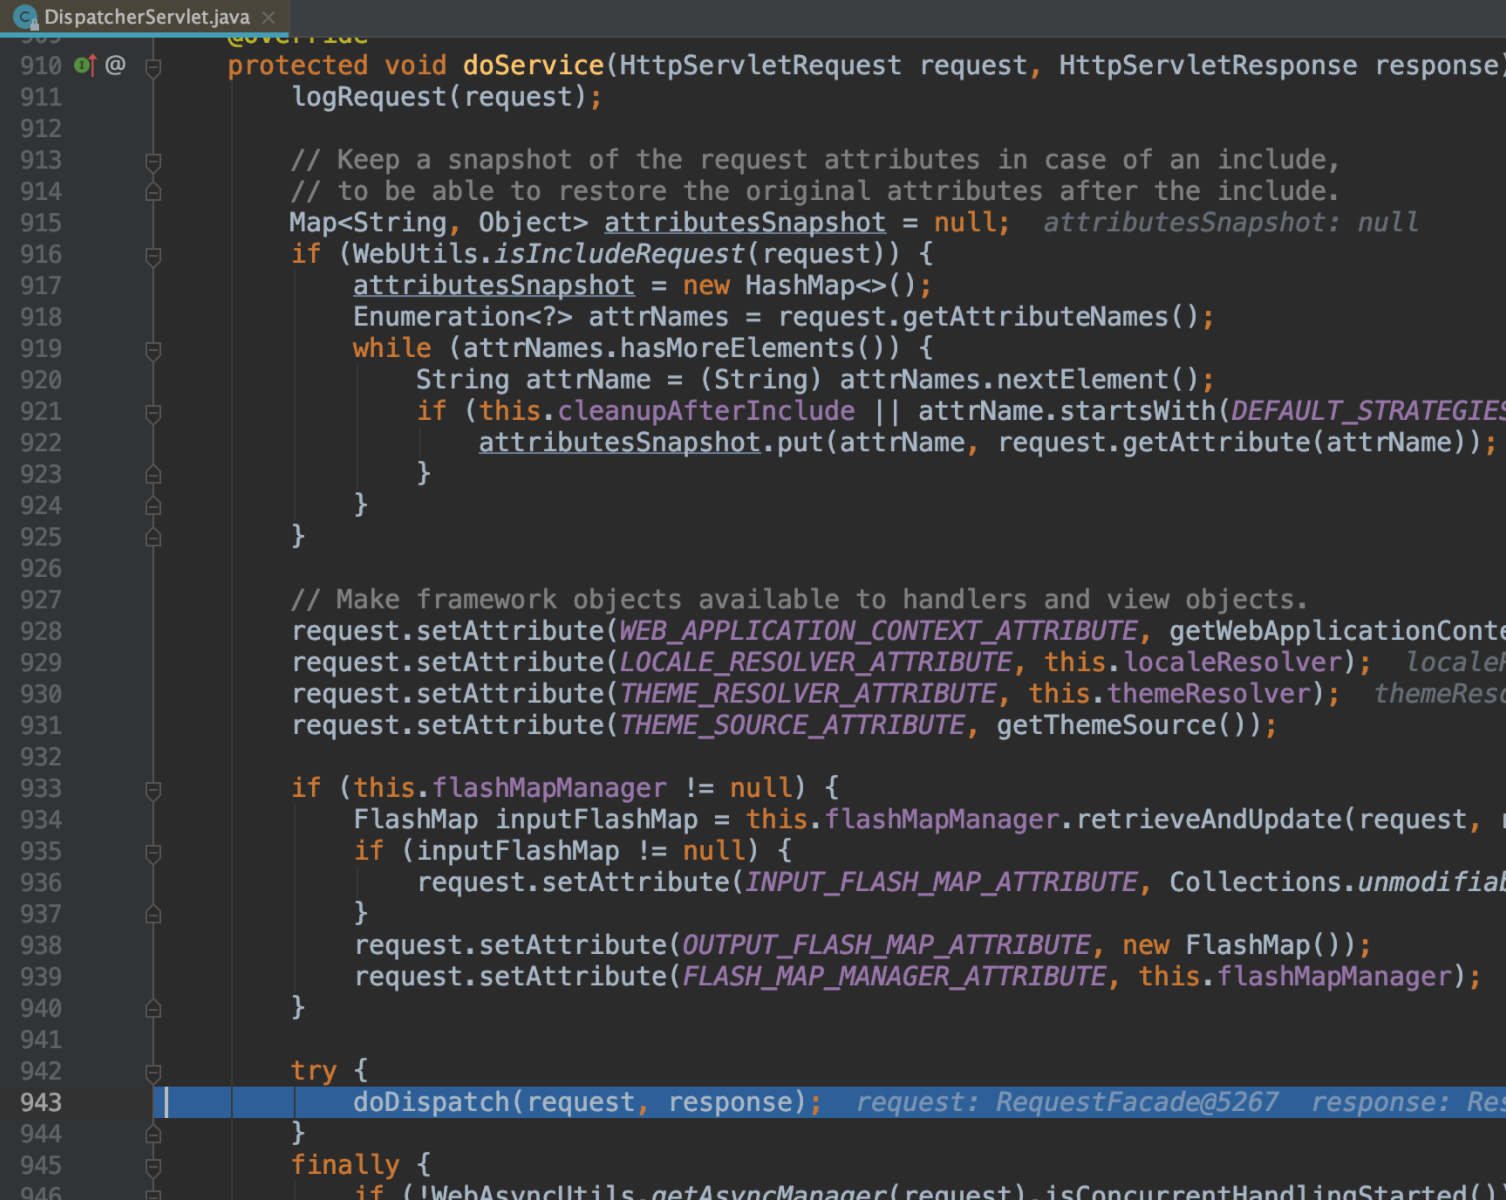 DispatcherServlet.java
909 @Override
910 @ protected void doService(HttpServletRequest request, HttpServletResponse response)
911 logRequest(request);
912
913 // Keep a snapshot of the request attributes in case of an include,
914 // to be able to restore the original attributes after the include.
915 Map<String, Object> attributesSnapshot = null; attributesSnapshot: null
916 if (WebUtils.isIncludeRequest(request)) {
917 attributesSnapshot = new HashMap<>();
918 Enumeration<?> attrNames = request.getAttributeNames();
919 while (attrNames.hasMoreElements()) {
920 String attrName = (String) attrNames.nextElement();
921 if (this.cleanupAfterInclude || attrName.startsWith(DEFAULT_STRATEGIES
922 attributesSnapshot.put(attrName, request.getAttribute(attrName));
923 }
924 }
925 }
926
927 // Make framework objects available to handlers and view objects.
928 request.setAttribute(WEB_APPLICATION_CONTEXT_ATTRIBUTE, getWebApplicationConte
929 request.setAttribute(LOCALE_RESOLVER_ATTRIBUTE, this.localeResolver); localeR
930 request.setAttribute(THEME_RESOLVER_ATTRIBUTE, this.themeResolver); themeReso
931 request.setAttribute(THEME_SOURCE_ATTRIBUTE, getThemeSource());
932
933 if (this.flashMapManager != null) {
934 FlashMap inputFlashMap = this.flashMapManager.retrieveAndUpdate(request, r
935 if (inputFlashMap != null) {
936 request.setAttribute(INPUT_FLASH_MAP_ATTRIBUTE, Collections.unmodifiab
937 }
938 request.setAttribute(OUTPUT_FLASH_MAP_ATTRIBUTE, new FlashMap());
939 request.setAttribute(FLASH_MAP_MANAGER_ATTRIBUTE, this.flashMapManager);
940 }
941
942 try {
943 doDispatch(request, response); request: RequestFacade@5267 response: Res
944 }
945 finally {
946 if (!WebAsyncUtils.getAsyncManager(request).isConcurrentHandlingStarted()